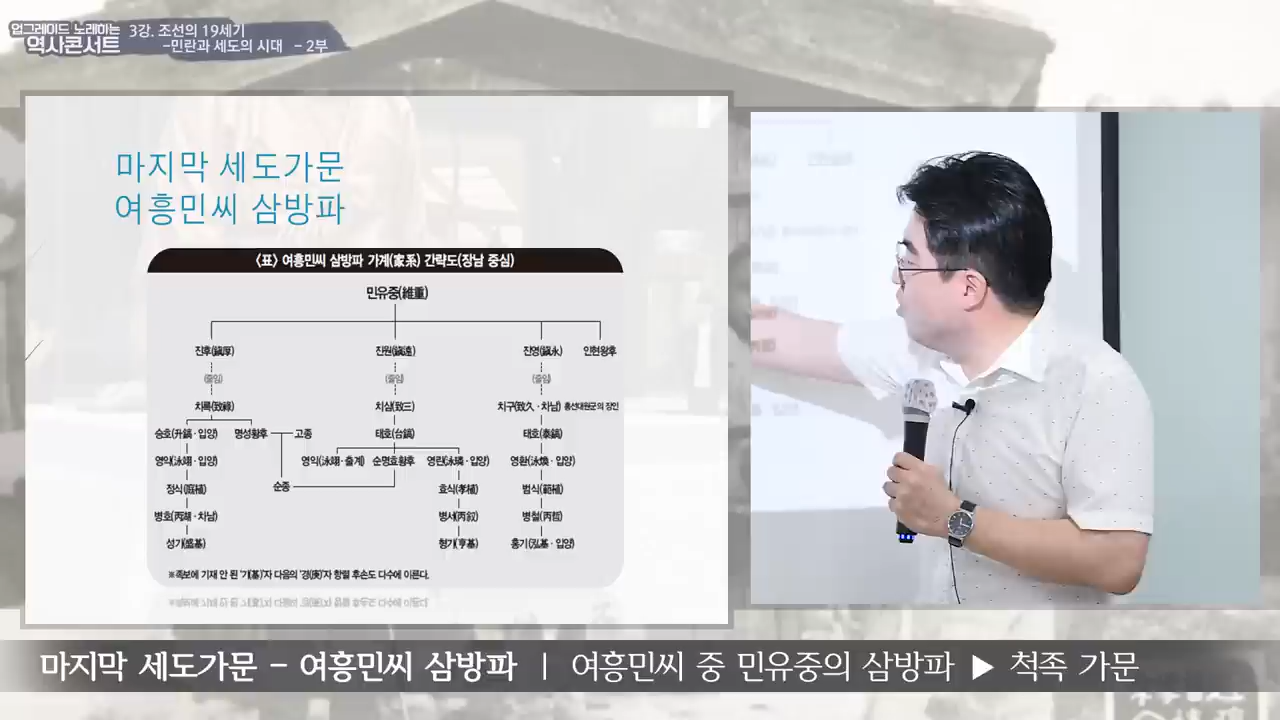 업그레이드 노래하는
역사콘서트
3강. 조선의 19세기
-민란과 세도의 시대 - 2부
마지막 세도가문
여흥민씨 삼방파
<표> 여흥민씨 삼방파 가계(家系) 간략도(장남 중심)
민유중(維重)
진후(鎭厚) 진원(鎭遠) 진영(鎭永) 인현왕후
(중략) (중략) (중략)
치록(致祿) 치삼(致三) 치구(致久·차남) 흥선대원군의 장인
승호(升鎬·입양) 명성황후 고종 태호(台鎬) 태호(泰鎬)
영익(泳翊·입양) 영익(泳翊·출계) 순명효황후 영린(泳璘·입양) 영환(泳煥·입양)
정식(庭植) 순종 효식(孝植) 범식(範植)
병호(丙瑚·차남) 병서(丙敍) 병철(丙哲)
성기(盛基) 형기(亨基) 홍기(泓基·입양)
※족보에 기재 안 된 '기(基)'자 다음의 '경(庚)'자 항렬 후손도 다수에 이른다.
마지막 세도가문 - 여흥민씨 삼방파 | 여흥민씨 중 민유중의 삼방파 ▶ 척족 가문